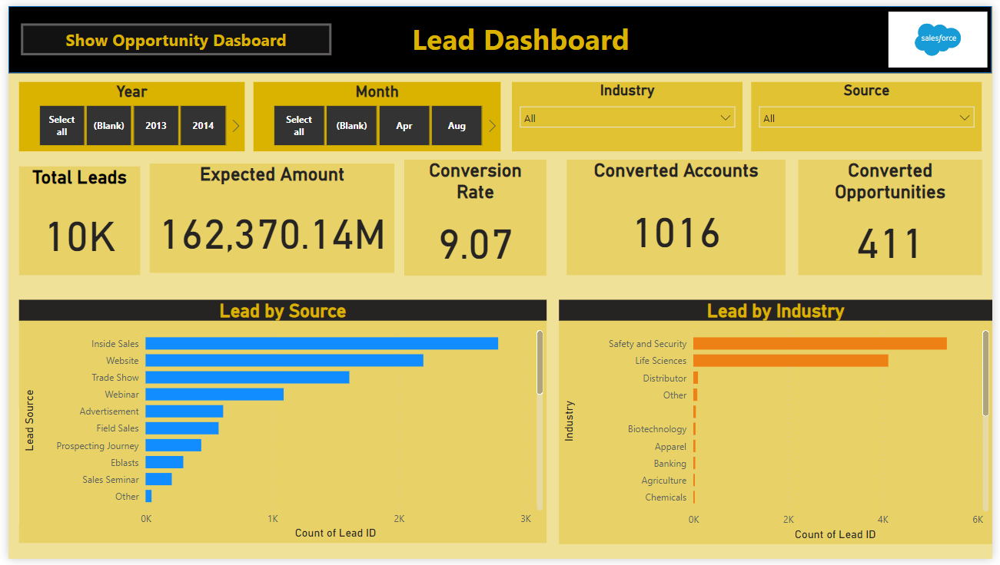 Show Opportunity Dasboard
Lead Dashboard
salesforce
Year
Select all
(Blank)
2013
2014
Month
Select all
(Blank)
Apr
Aug
Industry
All
Source
All
Total Leads
10K
Expected Amount
162,370.14M
Conversion
Rate
9.07
Converted Accounts
1016
Converted
Opportunities
411
Lead by Source
Lead Source
Inside Sales
Website
Trade Show
Webinar
Advertisement
Field Sales
Prospecting Journey
Eblasts
Sales Seminar
Other
0K 1K 2K 3K
Count of Lead ID
Lead by Industry
Industry
Safety and Security
Life Sciences
Distributor
Other
Biotechnology
Apparel
Banking
Agriculture
Chemicals
0K 2K 4K 6K
Count of Lead ID